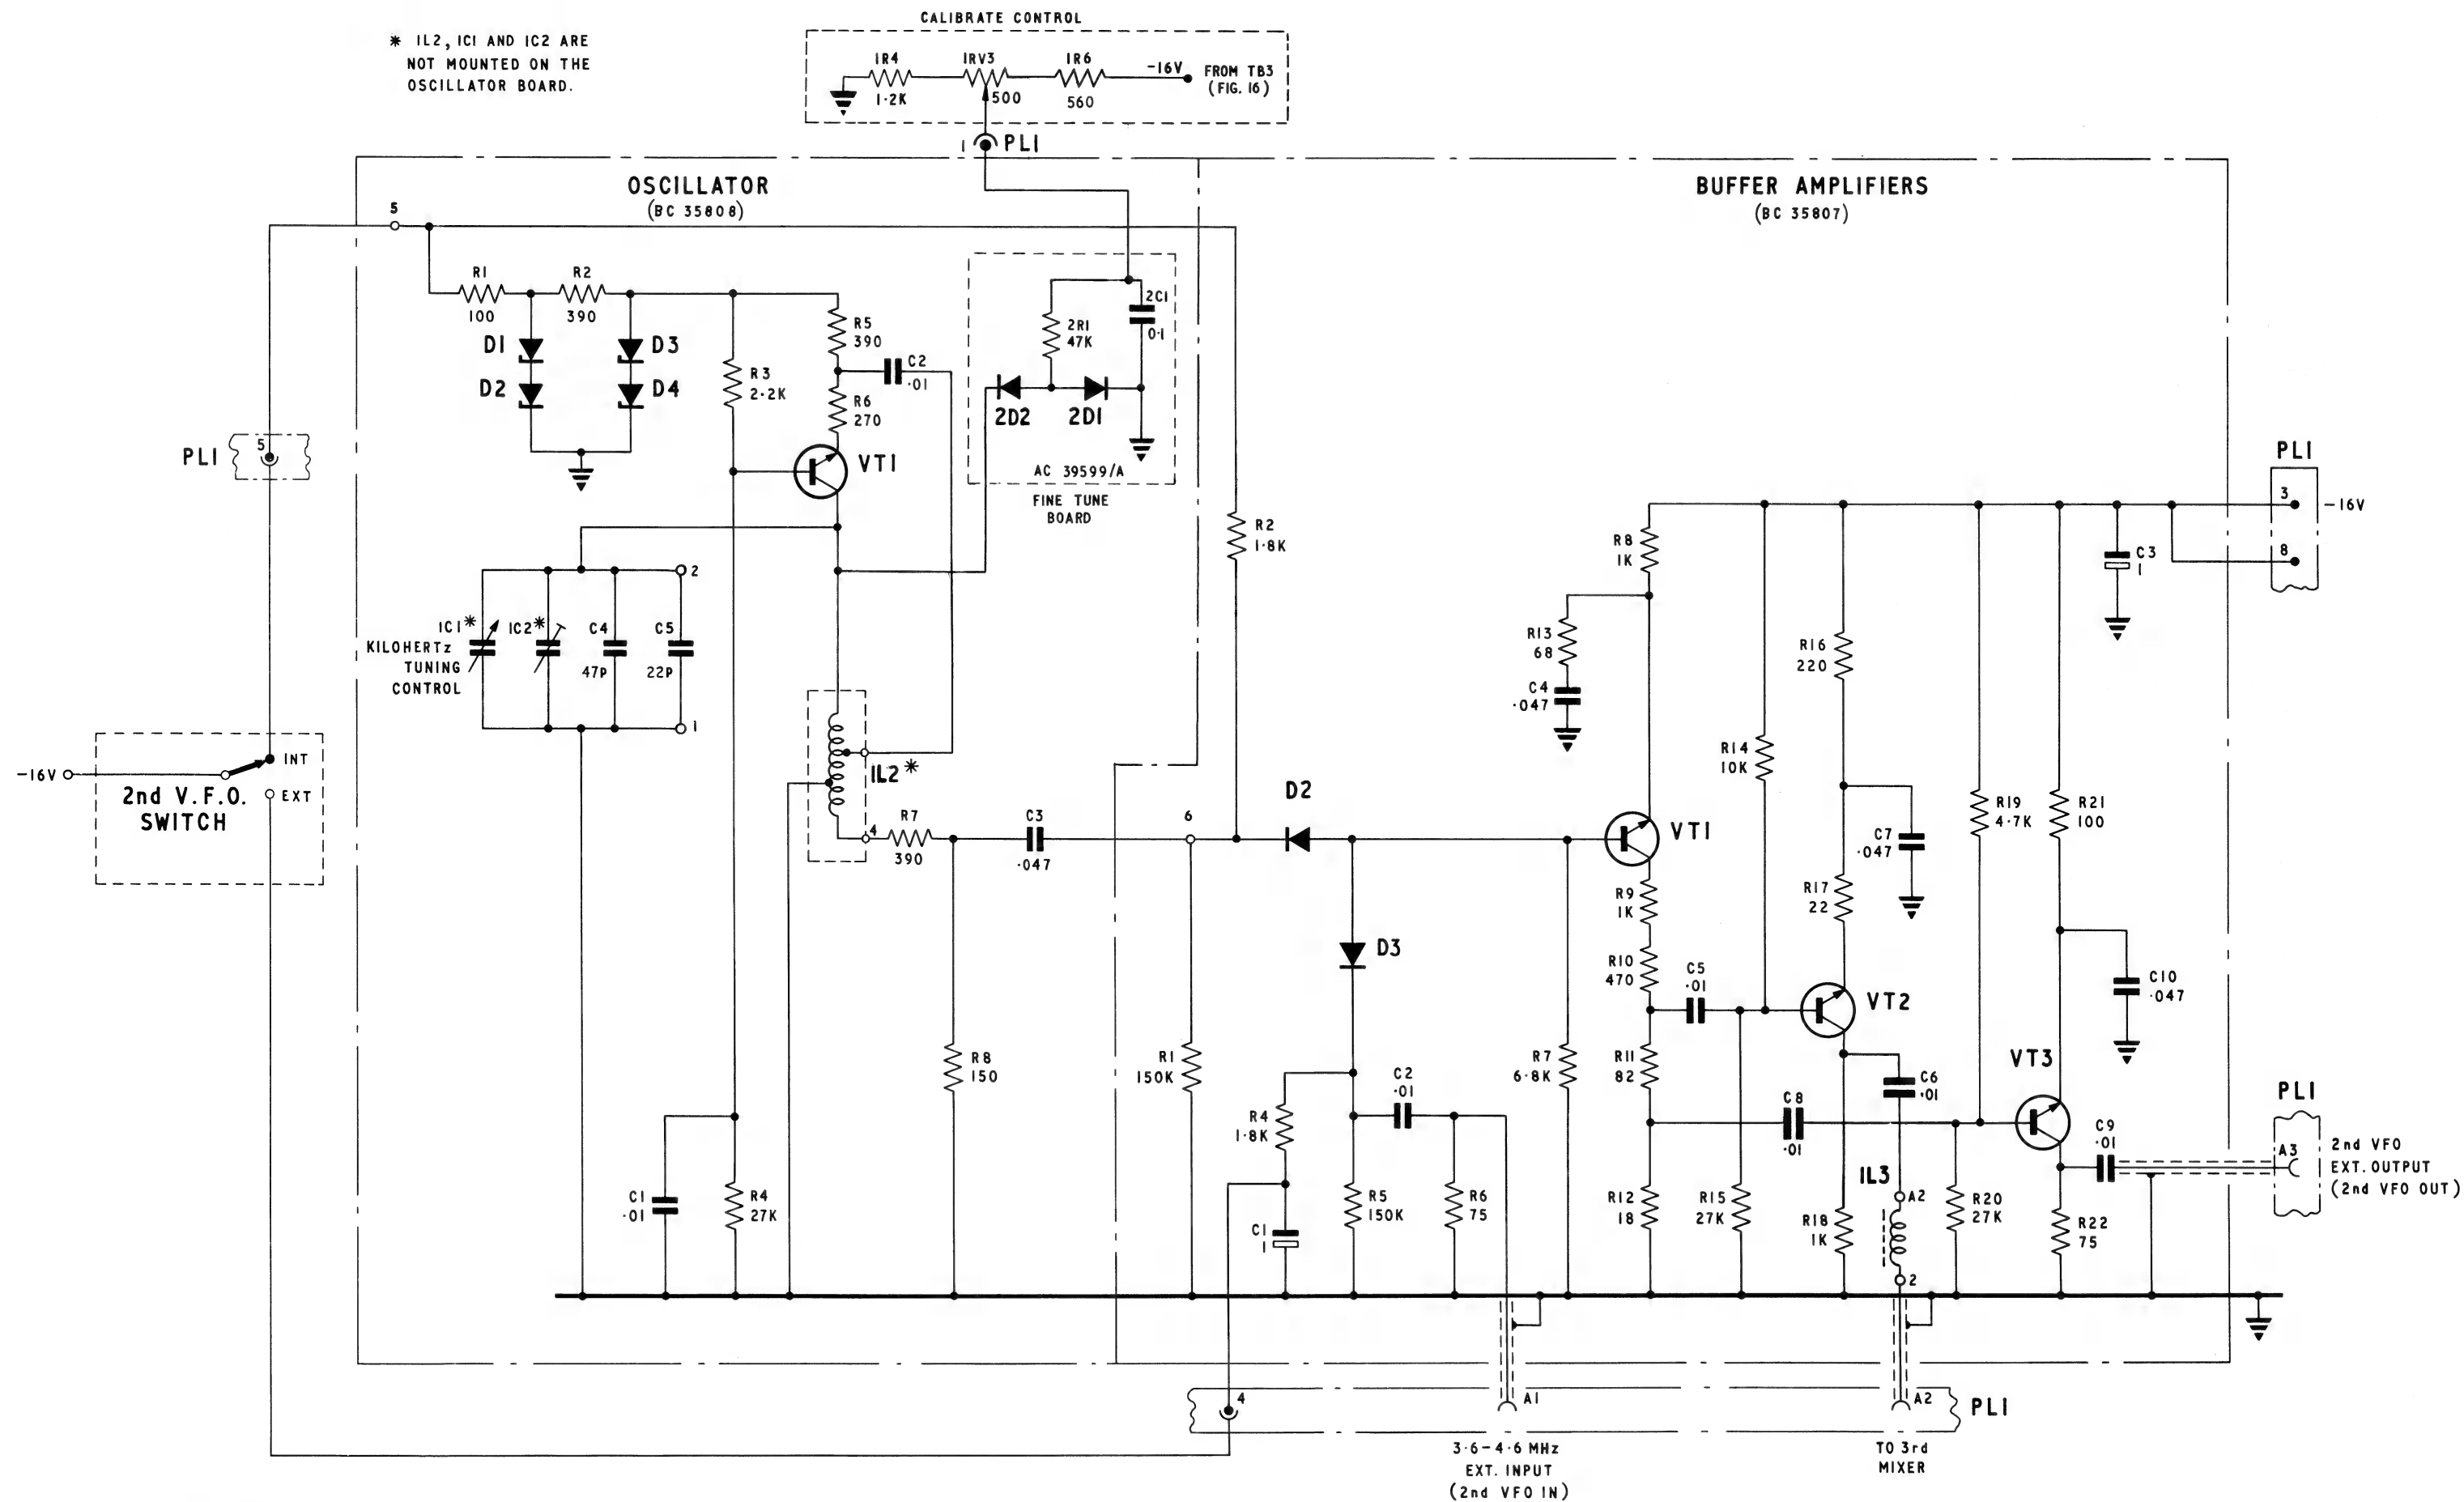 CALIBRATE CONTROL
* IL2, IC1 AND IC2 ARE
NOT MOUNTED ON THE
OSCILLATOR BOARD.
IR4
1·2K
IRV3
500
IR6
560
-16V
FROM TB3
(FIG. 16)
1
PL1
OSCILLATOR
(BC 35808)
BUFFER AMPLIFIERS
(BC 35807)
5
R1
100
R2
390
D1
D2
D3
D4
R3
2·2K
R5
390
C2
·01
R6
270
VT1
2C1
0·1
2R1
47K
2D2
2D1
AC 39599/A
FINE TUNE
BOARD
PL1
5
R2
1·8K
PL1
3
-16V
8
C3
1
R8
1K
R13
68
C4
·047
R16
220
R14
10K
IC1*
KILOHERTz
TUNING
CONTROL
IC2*
C4
47P
C5
22P
2
1
-16V
INT
EXT
2nd V.F.O.
SWITCH
IL2*
4
R7
390
C3
·047
6
D2
VT1
C7
·047
R19
4·7K
R21
100
R9
1K
R17
22
D3
R10
470
C5
·01
VT2
C10
·047
R8
150
R1
150K
R7
6·8K
R11
82
VT3
C2
·01
C6
·01
R4
1·8K
C8
·01
C9
·01
PL1
A3
2nd VFO
EXT. OUTPUT
(2nd VFO OUT)
C1
·01
R4
27K
C1
1
R5
150K
R6
75
R12
18
R15
27K
R18
1K
IL3
A2
2
R20
27K
R22
75
4
A1
A2
PL1
3·6-4·6 MHz
EXT. INPUT
(2nd VFO IN)
TO 3rd
MIXER